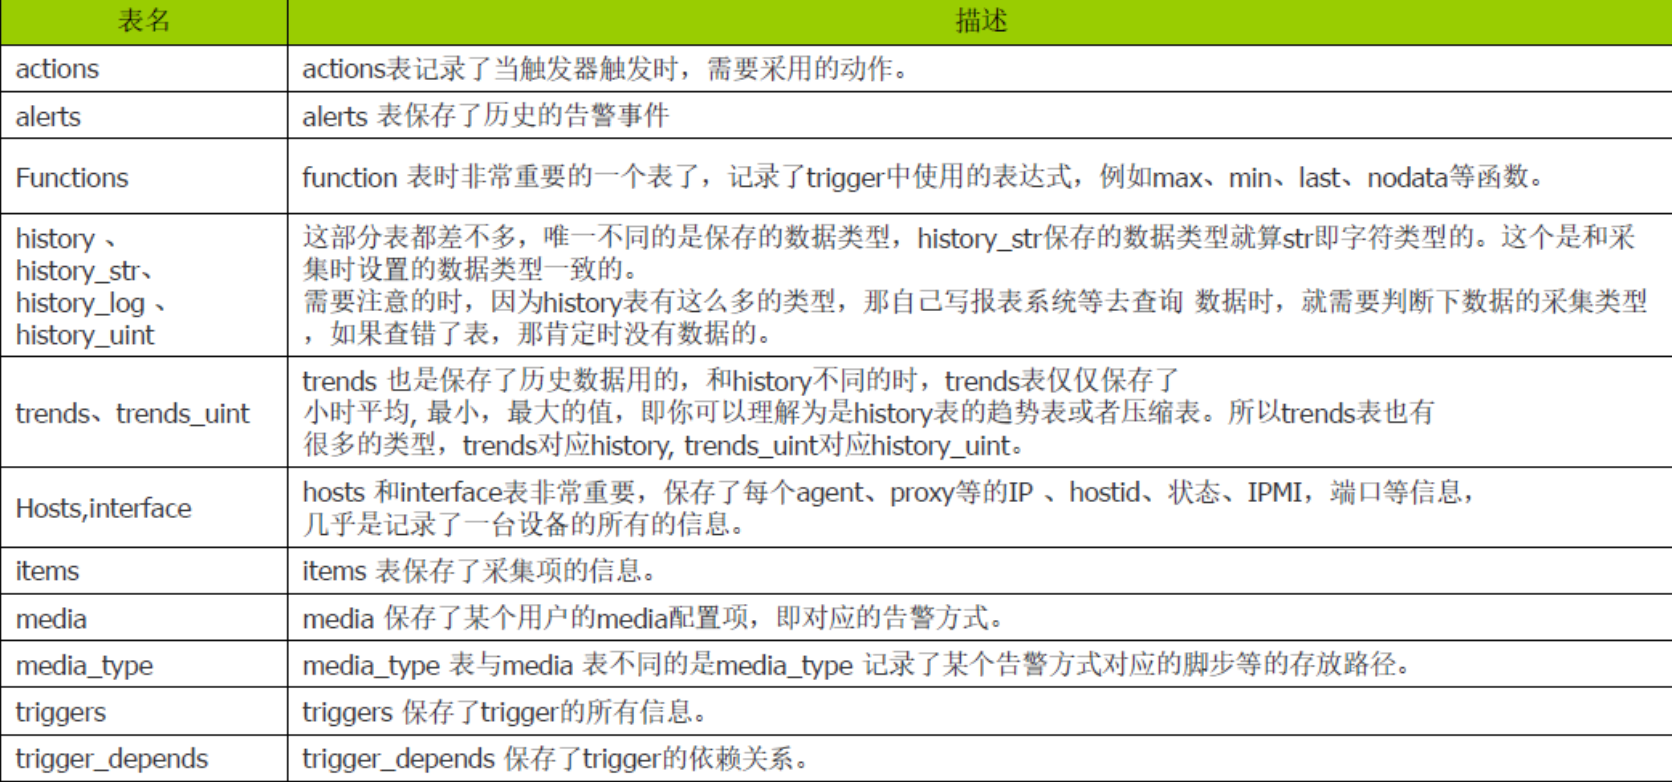 表名
描述
actions
actions表记录了当触发器触发时，需要采用的动作。
alerts
alerts 表保存了历史的告警事件
Functions
function 表时非常重要的一个表了，记录了trigger中使用的表达式，例如max、min、last、nodata等函数。
history 、
history_str、
history_log 、
history_uint
这部分表都差不多，唯一不同的是保存的数据类型，history_str保存的数据类型就算str即字符类型的。这个是和采
集时设置的数据类型一致的。
需要注意的时，因为history表有这么多的类型，那自己写报表系统等去查询 数据时，就需要判断下数据的采集类型
，如果查错了表，那肯定时没有数据的。
trends、trends_uint
trends 也是保存了历史数据用的，和history不同的时，trends表仅仅保存了
小时平均, 最小，最大的值，即你可以理解为是history表的趋势表或者压缩表。所以trends表也有
很多的类型，trends对应history, trends_uint对应history_uint。
Hosts,interface
hosts 和interface表非常重要，保存了每个agent、proxy等的IP 、hostid、状态、IPMI，端口等信息，
几乎是记录了一台设备的所有的信息。
items
items 表保存了采集项的信息。
media
media 保存了某个用户的media配置项，即对应的告警方式。
media_type
media_type 表与media 表不同的是media_type 记录了某个告警方式对应的脚步等的存放路径。
triggers
triggers 保存了trigger的所有信息。
trigger_depends
trigger_depends 保存了trigger的依赖关系。